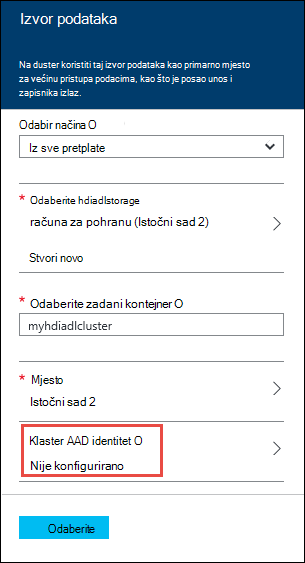 Izvor podataka
Na duster koristiti taj izvor podataka kao primarno mjesto
za većinu pristupa podacima, kao što je posao unos i
zapisnika izlaz.
Odabir načina O
Iz sve pretplate
* Odaberite hdiadlstorage
računa za pohranu (Istočni sad 2)
Stvori novo
* Odaberite zadani kontejner O
myhdiadlcluster
* Mjesto
Istočni sad 2
Klaster AAD identitet O
Nije konfigurirano
Odaberite